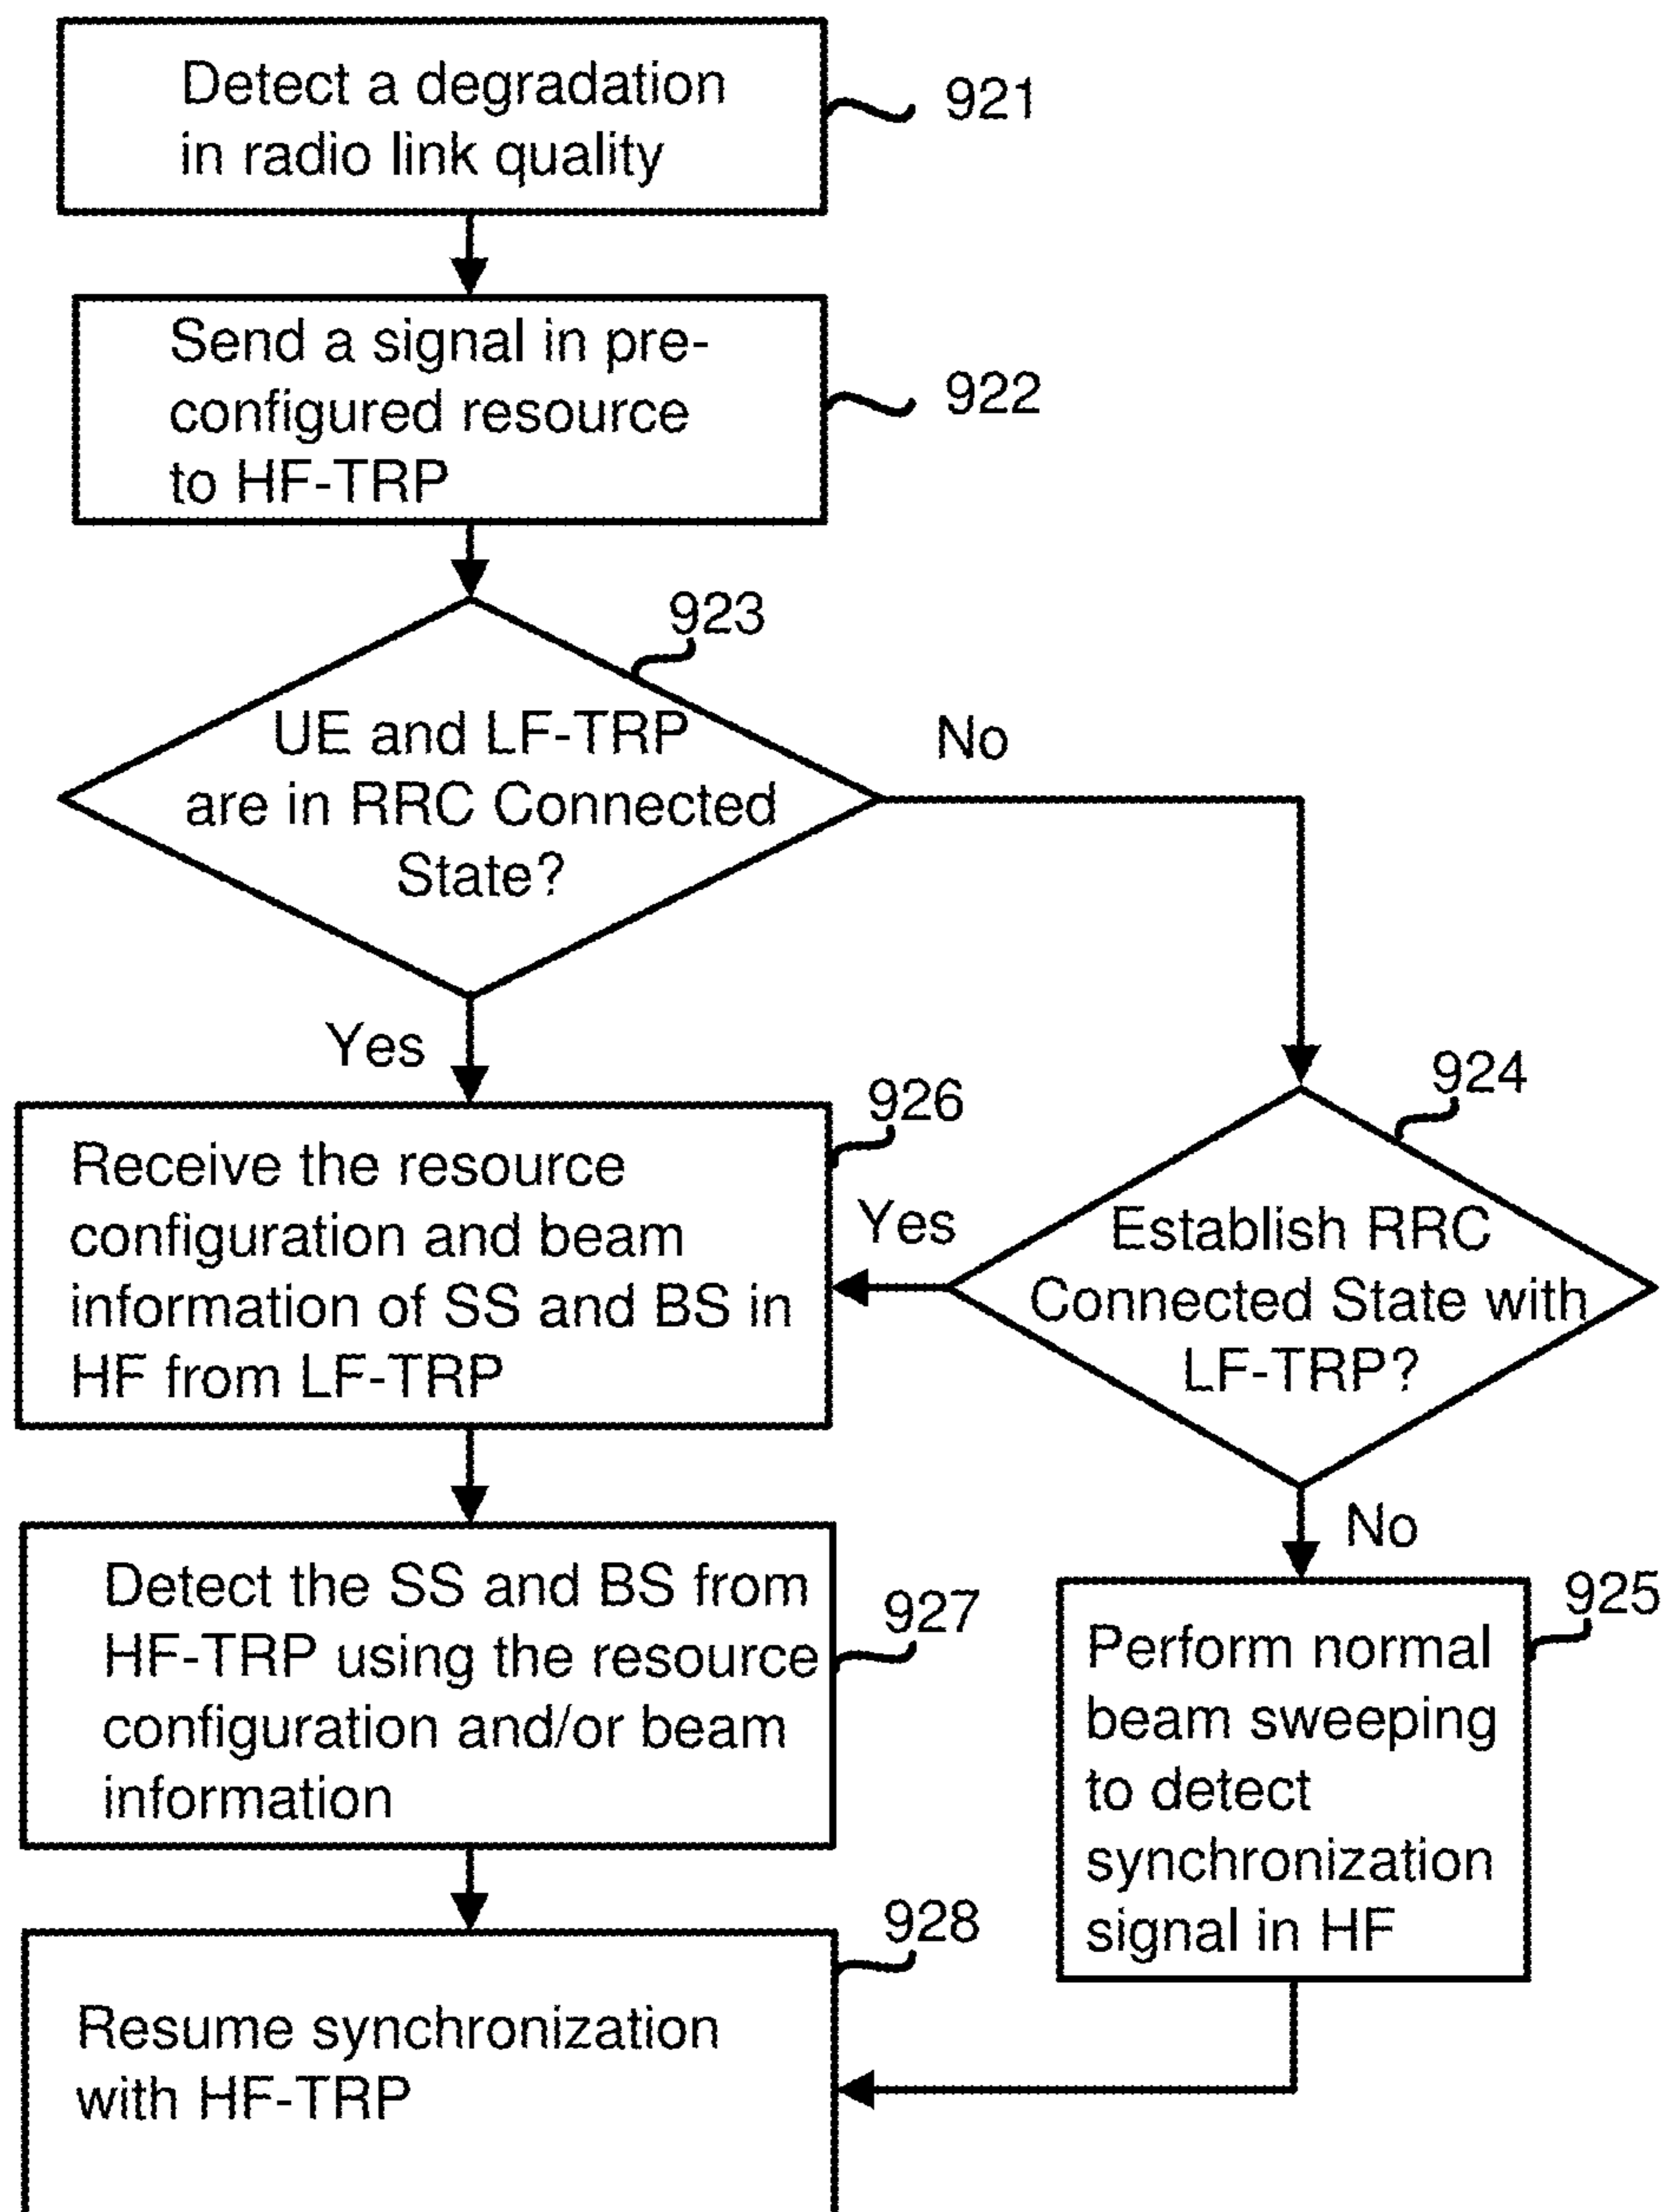 Detect a degradation
in radio link quality
921
Send a signal in pre-
configured resource
to HF-TRP
922
923
UE and LF-TRP
are in RRC Connected
State?
No
Yes
924
Establish RRC
Connected State with
LF-TRP?
Yes
No
926
Receive the resource
configuration and beam
information of SS and BS in
HF from LF-TRP
925
Perform normal
beam sweeping
to detect
synchronization
signal in HF
927
Detect the SS and BS from
HF-TRP using the resource
configuration and/or beam
information
928
Resume synchronization
with HF-TRP